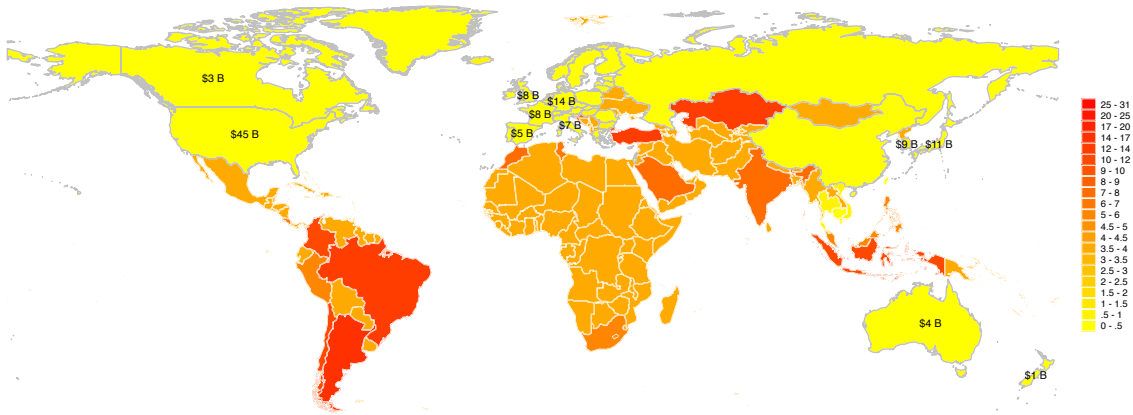 $3 B
$45 B
$8 B
$14 B
$8 B
$7 B
$5 B
$9 B
$11 B
$4 B
$1 B
25 - 31
20 - 25
17 - 20
14 - 17
12 - 14
10 - 12
9 - 10
8 - 9
7 - 8
6 - 7
5 - 6
4.5 - 5
4 - 4.5
3.5 - 4
3 - 3.5
2.5 - 3
2 - 2.5
1.5 - 2
1 - 1.5
.5 - 1
0 - .5